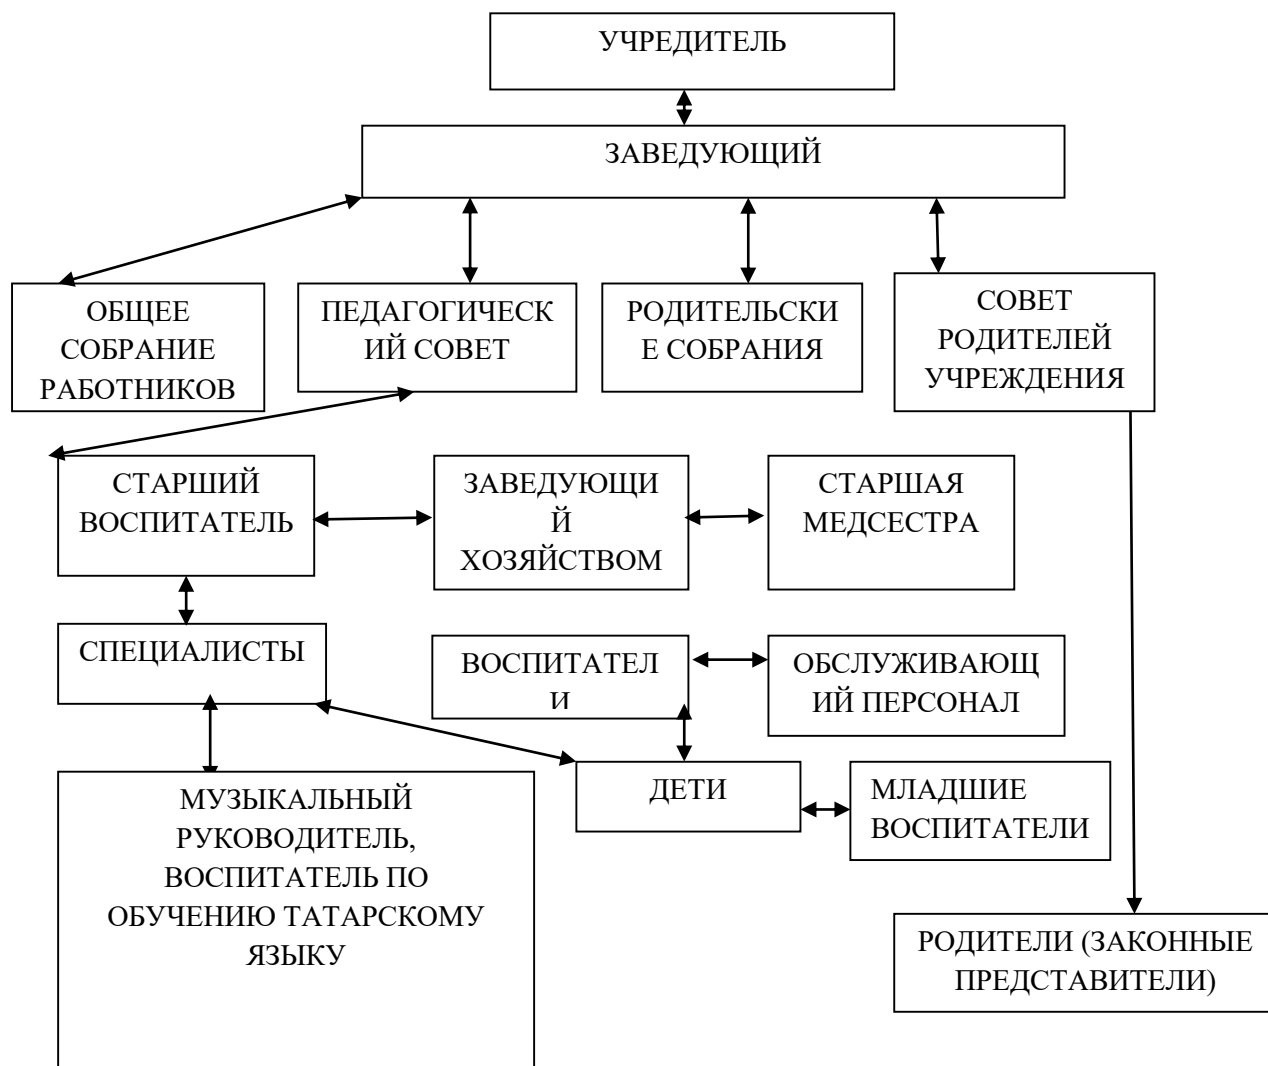 УЧРЕДИТЕЛЬ
ЗАВЕДУЮЩИЙ
ОБЩЕЕ
СОБРАНИЕ
РАБОТНИКОВ
ПЕДАГОГИЧЕСК
ИЙ СОВЕТ
РОДИТЕЛЬСКИ
Е СОБРАНИЯ
СОВЕТ
РОДИТЕЛЕЙ
УЧРЕЖДЕНИЯ
СТАРШИЙ
ВОСПИТАТЕЛЬ
ЗАВЕДУЮЩИ
Й
ХОЗЯЙСТВОМ
СТАРШАЯ
МЕДСЕСТРА
СПЕЦИАЛИСТЫ
ВОСПИТАТЕЛ
И
ОБСЛУЖИВАЮЩ
ИЙ ПЕРСОНАЛ
МУЗЫКАЛЬНЫЙ
РУКОВОДИТЕЛЬ,
ВОСПИТАТЕЛЬ ПО
ОБУЧЕНИЮ ТАТАРСКОМУ
ЯЗЫКУ
ДЕТИ
МЛАДШИЕ
ВОСПИТАТЕЛИ
РОДИТЕЛИ (ЗАКОННЫЕ
ПРЕДСТАВИТЕЛИ)